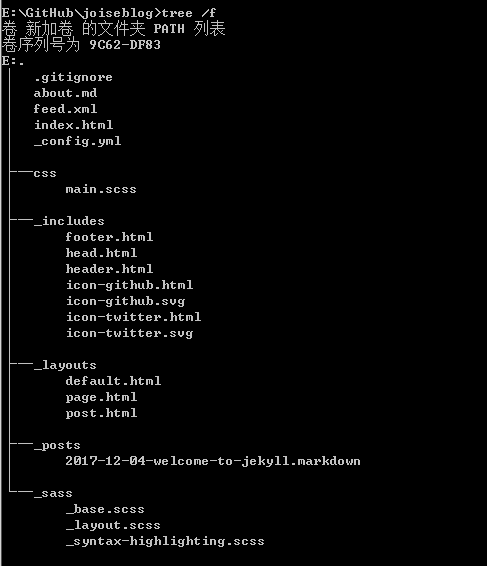 E:\GitHub\joiseblog>tree /f
卷 新加卷 的文件夹 PATH 列表
卷序列号为 9C62-DF83
E:.
│  .gitignore
│  about.md
│  feed.xml
│  index.html
│  _config.yml
│
├─css
│      main.scss
│
├─_includes
│      footer.html
│      head.html
│      header.html
│      icon-github.html
│      icon-github.svg
│      icon-twitter.html
│      icon-twitter.svg
│
├─_layouts
│      default.html
│      page.html
│      post.html
│
├─_posts
│      2017-12-04-welcome-to-jekyll.markdown
│
└─_sass
        _base.scss
        _layout.scss
        _syntax-highlighting.scss